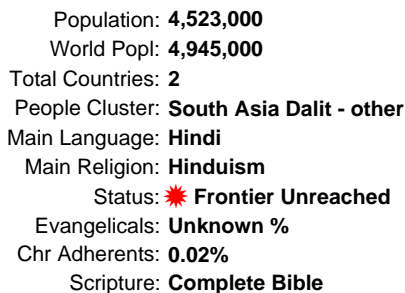 Population: 4,523,000
World Popl: 4,945,000
Total Countries: 2
People Cluster: South Asia Dalit - other
Main Language: Hindi
Main Religion: Hinduism
Status: Frontier Unreached
Evangelicals: Unknown %
Chr Adherents: 0.02%
Scripture: Complete Bible